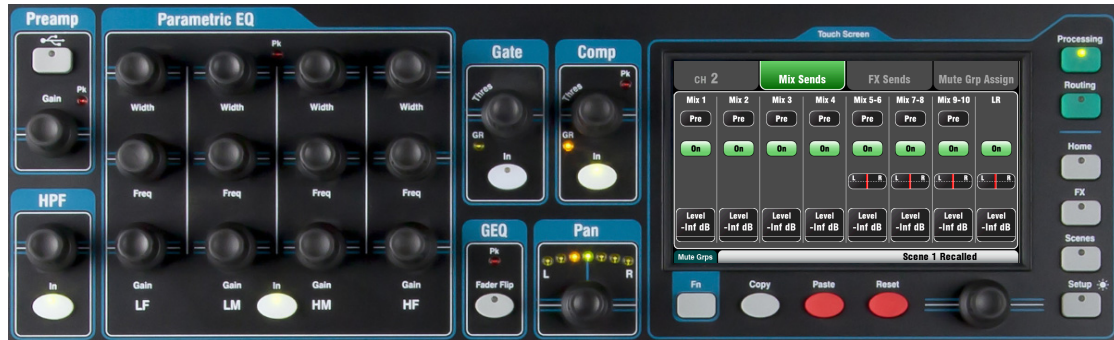 Preamp
Gain
Pk
HPF
In
Parametric EQ
Pk
Width Width Width Width
Freq Freq Freq Freq
Gain Gain In Gain Gain
LF LM HM HF
Gate
Thres
GR
In
Comp
Pk
Thres
GR
In
GEQ
Pk
Fader Flip
Pan
L R
Touch Screen
CH 2 Mix Sends FX Sends Mute Grp Assign
Mix 1 Mix 2 Mix 3 Mix 4 Mix 5-6 Mix 7-8 Mix 9-10 LR
Pre Pre Pre Pre Pre Pre Pre
On On On On On On On On
L R L R L R L R
Level Level Level Level Level Level Level Level
-Inf dB -Inf dB -Inf dB -Inf dB -Inf dB -Inf dB -Inf dB -Inf dB
Mute Grps Scene 1 Recalled
Fn Copy Paste Reset
Processing
Routing
Home
FX
Scenes
Setup